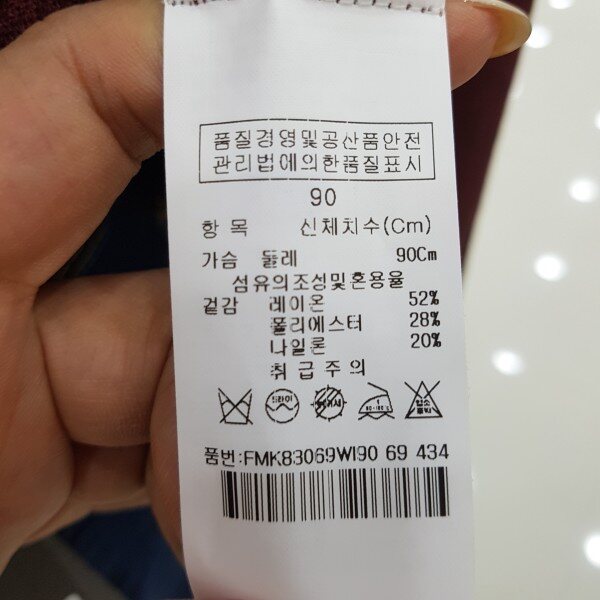 품질경영및공산품안전
관리법에의한품질표시
90
항 목 신체치수(Cm)
가슴 둘레 90Cm
섬유의조성및혼용율
겉감 레이온 52%
폴리에스터 28%
나일론 20%
취급주의
드라이
품번:FMK83069WI90 69 434